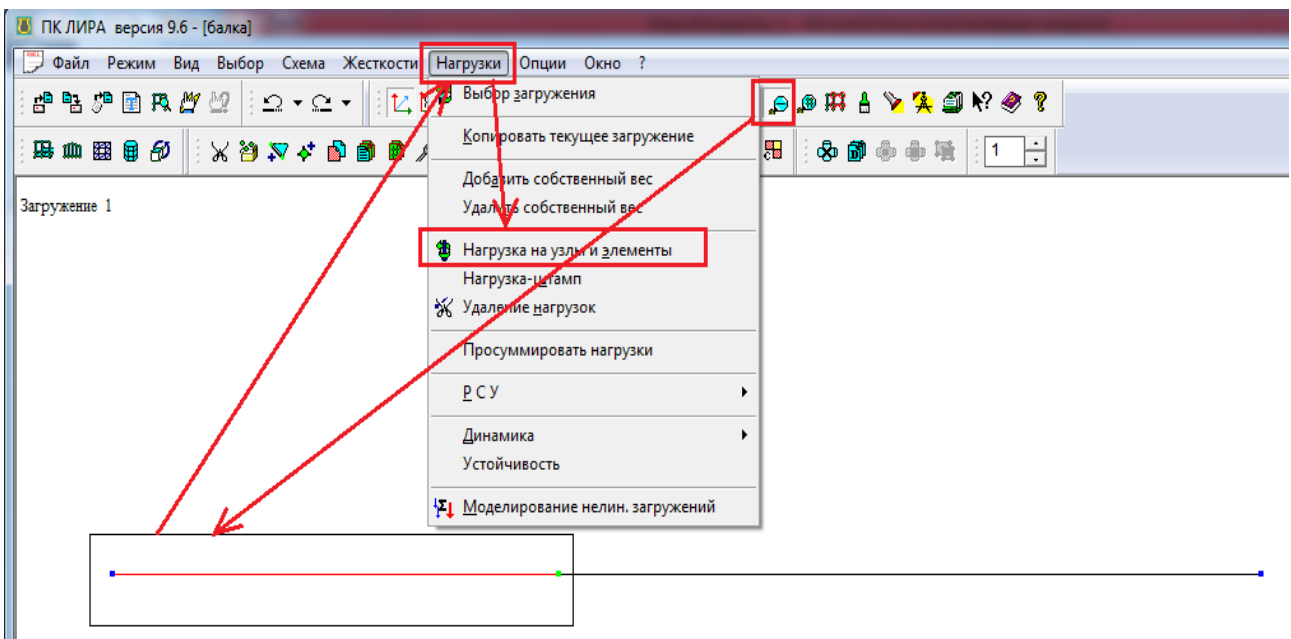 ПК ЛИРА версия 9.6 - [балка]
Файл Режим Вид Выбор Схема Жесткости Нагрузки Опции Окно ?
Выбор загружения
Копировать текущее загружение
Добавить собственный вес
Удалить собственный вес
Нагрузка на узлы и элементы
Нагрузка-штамп
Удаление нагрузок
Просуммировать нагрузки
Р С У
Динамика
Устойчивость
Моделирование нелин. загружений
1
Загружение 1